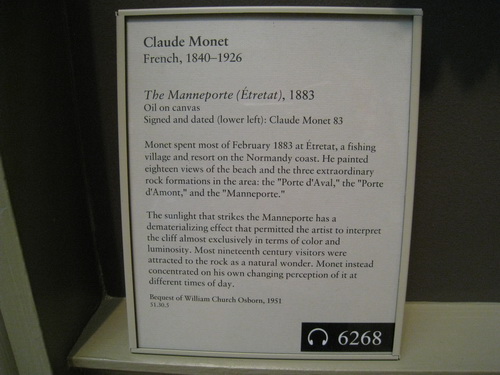 Claude Monet
French, 1840–1926
The Manneporte (Étretat), 1883
Oil on canvas
Signed and dated (lower left): Claude Monet 83
Monet spent most of February 1883 at Étretat, a fishing
village and resort on the Normandy coast. He painted
eighteen views of the beach and the three extraordinary
rock formations in the area: the "Porte d'Aval," the "Porte
d'Amont," and the "Manneporte."
The sunlight that strikes the Manneporte has a
dematerializing effect that permitted the artist to interpret
the cliff almost exclusively in terms of color and
luminosity. Most nineteenth century visitors were
attracted to the rock as a natural wonder. Monet instead
concentrated on his own changing perception of it at
different times of day.
Bequest of William Church Osborn, 1951
51.30.5
6268